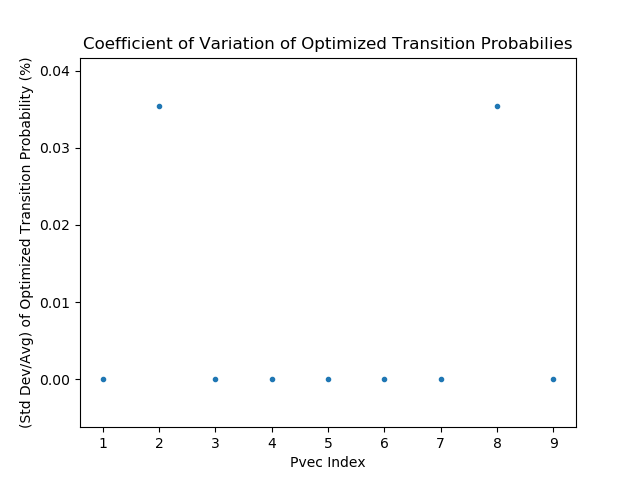 Coefficient of Variation of Optimized Transition Probabilies
(Std Dev/Avg) of Optimized Transition Probability (%)
0.04
0.03
0.02
0.01
0.00
1 2 3 4 5 6 7 8 9
Pvec Index